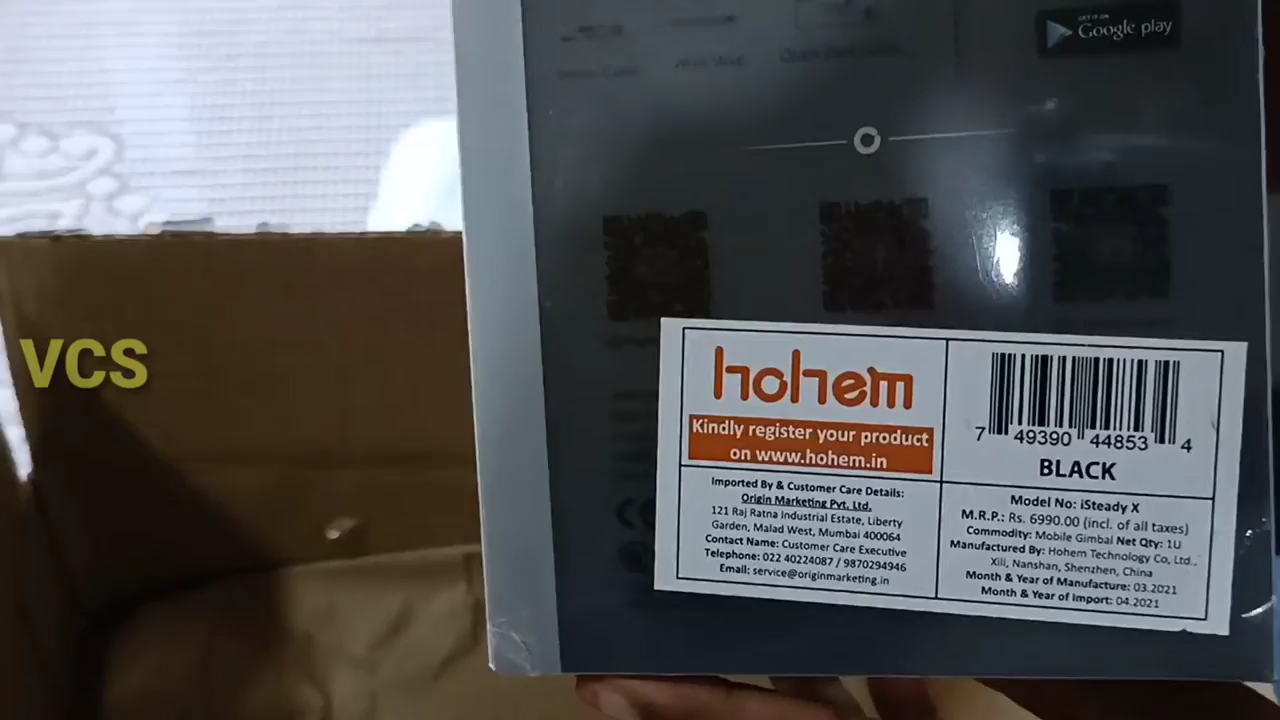 GET IT ON
Google play
VCS
hohem
Kindly register your product
on www.hohem.in
Imported By & Customer Care Details:
Origin Marketing Pvt. Ltd.
121 Raj Ratna Industrial Estate, Liberty
Garden, Malad West, Mumbai 400064
Contact Name: Customer Care Executive
Telephone: 022 40224087 / 9870294946
Email: service@originmarketing.in
7 49390 44853 4
BLACK
Model No: iSteady X
M.R.P.: Rs. 6990.00 (incl. of all taxes)
Commodity: Mobile Gimbal Net Qty: 1U
Manufactured By: Hohem Technology Co, Ltd.,
Xili, Nanshan, Shenzhen, China
Month & Year of Manufacture: 03.2021
Month & Year of Import: 04.2021